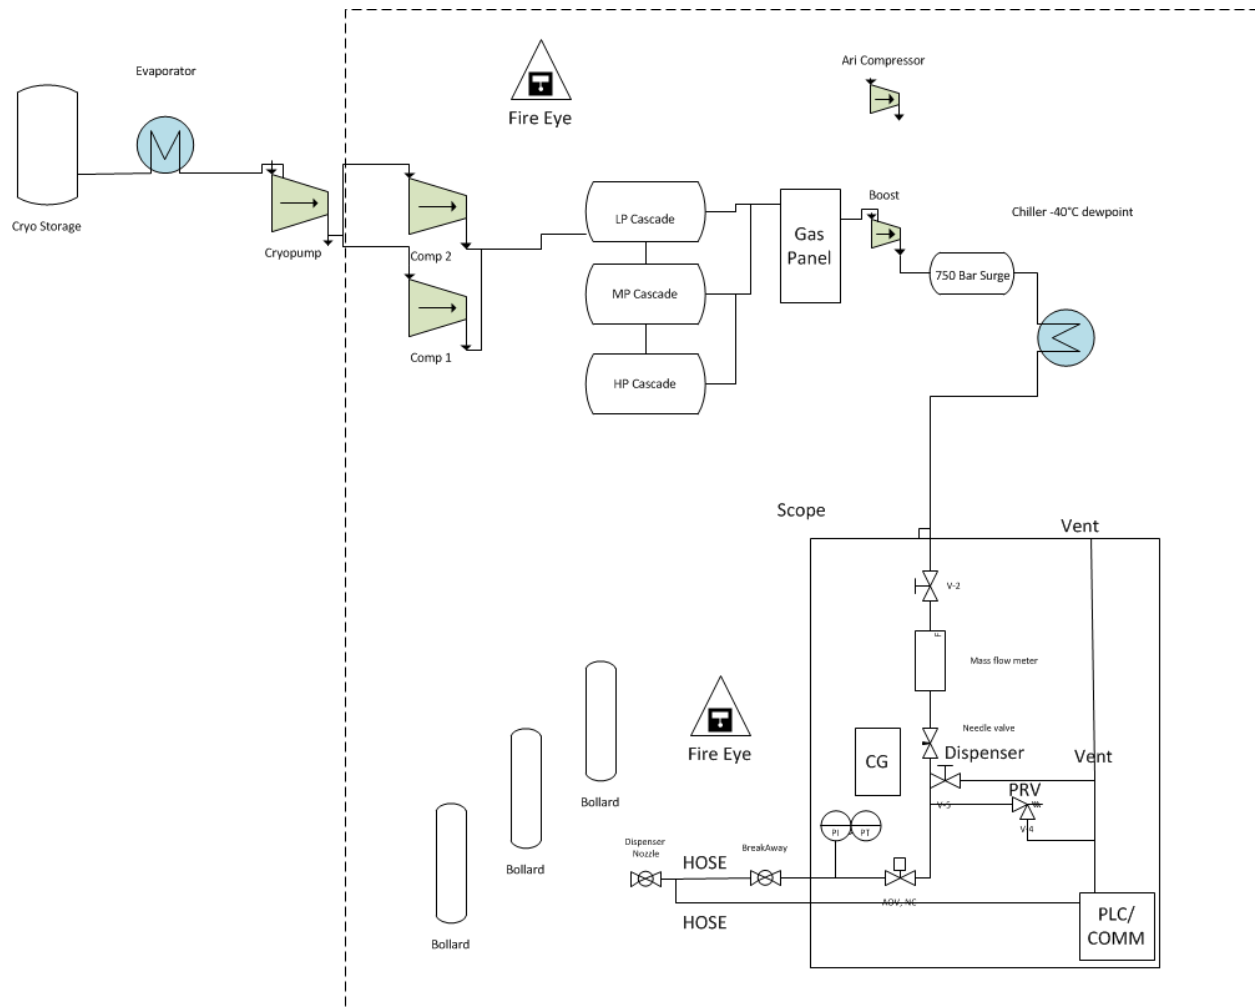 Evaporator
Cryo Storage
Cryopump
Fire Eye
Comp 2
Comp 1
LP Cascade
MP Cascade
HP Cascade
Gas
Panel
Ari Compressor
Boost
750 Bar Surge
Chiller -40°C dewpoint
Scope
Vent
V-2
F
Mass flow meter
Needle valve
Dispenser
CG
Vent
V-5
PRV
V-4
PI
PT
AOV, NC
Fire Eye
Bollard
Bollard
Bollard
Dispenser
Nozzle
HOSE
BreakAway
HOSE
PLC/
COMM